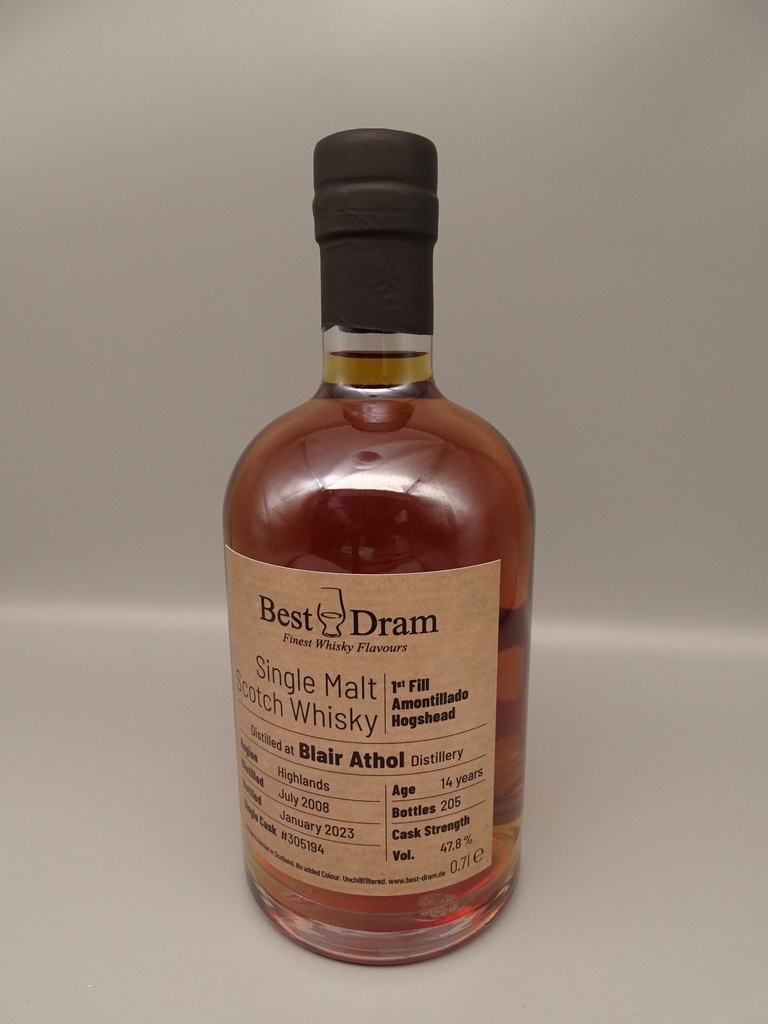 Best Dram
Finest Whisky Flavours
Single Malt
Scotch Whisky
1st Fill
Amontillado
Hogshead
Distilled at Blair Athol Distillery
Region Highlands
Distilled July 2008
Bottled January 2023
Single Cask #305194
Age 14 years
Bottles 205
Cask Strength
Vol. 47.8 %
in Scotland. No added Colour. Unchillfiltered. www.best-dram.de 0.7l e